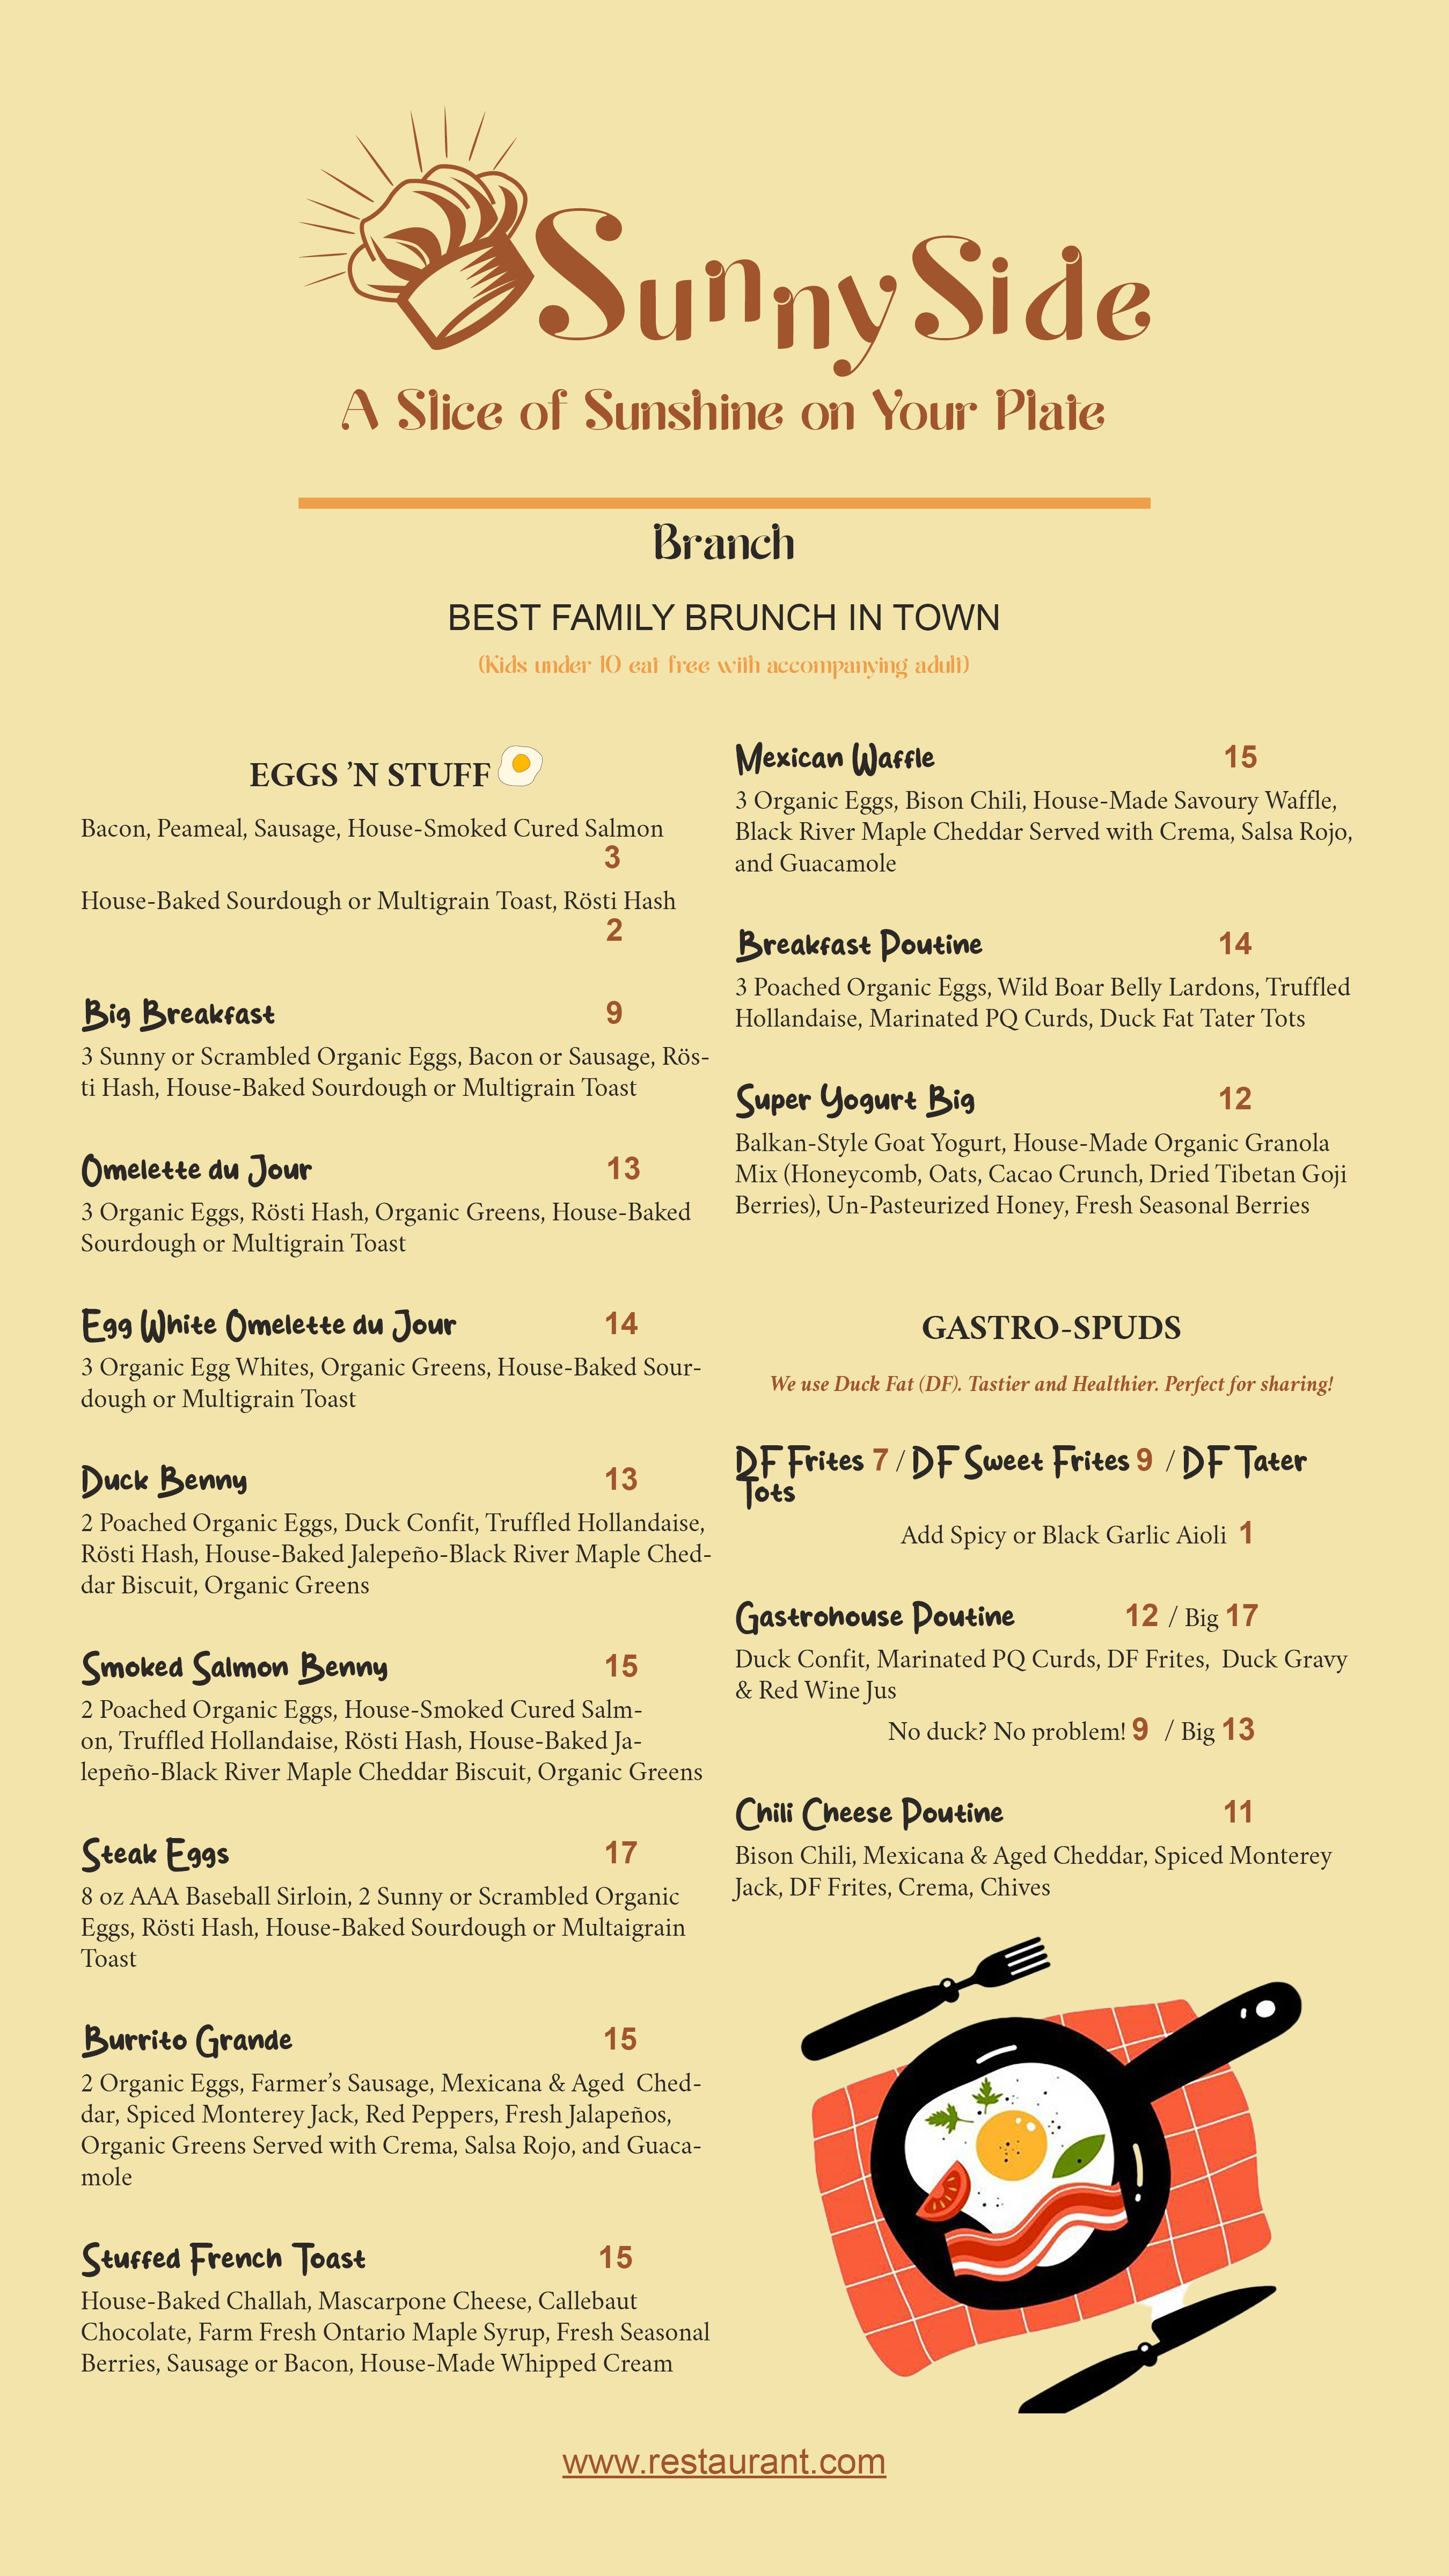 SunnySide
A Slice of Sunshine on Your Plate
Branch
BEST FAMILY BRUNCH IN TOWN
(Kids under 10 eat free with accompanying adult)
EGGS ’N STUFF
Bacon, Peameal, Sausage, House-Smoked Cured Salmon
3
House-Baked Sourdough or Multigrain Toast, Rösti Hash
2
Big Breakfast 9
3 Sunny or Scrambled Organic Eggs, Bacon or Sausage, Rös-
ti Hash, House-Baked Sourdough or Multigrain Toast
Omelette du Jour 13
3 Organic Eggs, Rösti Hash, Organic Greens, House-Baked
Sourdough or Multigrain Toast
Egg White Omelette du Jour 14
3 Organic Egg Whites, Organic Greens, House-Baked Sour-
dough or Multigrain Toast
Duck Benny 13
2 Poached Organic Eggs, Duck Confit, Truffled Hollandaise,
Rösti Hash, House-Baked Jalepeño-Black River Maple Ched-
dar Biscuit, Organic Greens
Smoked Salmon Benny 15
2 Poached Organic Eggs, House-Smoked Cured Salm-
on, Truffled Hollandaise, Rösti Hash, House-Baked Ja-
lepeño-Black River Maple Cheddar Biscuit, Organic Greens
Steak Eggs 17
8 oz AAA Baseball Sirloin, 2 Sunny or Scrambled Organic
Eggs, Rösti Hash, House-Baked Sourdough or Multaigrain
Toast
Burrito Grande 15
2 Organic Eggs, Farmer’s Sausage, Mexicana & Aged Ched-
dar, Spiced Monterey Jack, Red Peppers, Fresh Jalapeños,
Organic Greens Served with Crema, Salsa Rojo, and Guaca-
mole
Stuffed French Toast 15
House-Baked Challah, Mascarpone Cheese, Callebaut
Chocolate, Farm Fresh Ontario Maple Syrup, Fresh Seasonal
Berries, Sausage or Bacon, House-Made Whipped Cream
Mexican Waffle 15
3 Organic Eggs, Bison Chili, House-Made Savoury Waffle,
Black River Maple Cheddar Served with Crema, Salsa Rojo,
and Guacamole
Breakfast Poutine 14
3 Poached Organic Eggs, Wild Boar Belly Lardons, Truffled
Hollandaise, Marinated PQ Curds, Duck Fat Tater Tots
Super Yogurt Big 12
Balkan-Style Goat Yogurt, House-Made Organic Granola
Mix (Honeycomb, Oats, Cacao Crunch, Dried Tibetan Goji
Berries), Un-Pasteurized Honey, Fresh Seasonal Berries
GASTRO-SPUDS
We use Duck Fat (DF). Tastier and Healthier. Perfect for sharing!
DF Frites 7 / DF Sweet Frites 9 / DF Tater
Tots
Add Spicy or Black Garlic Aioli 1
Gastrohouse Poutine 12 / Big 17
Duck Confit, Marinated PQ Curds, DF Frites, Duck Gravy
& Red Wine Jus
No duck? No problem! 9 / Big 13
Chili Cheese Poutine 11
Bison Chili, Mexicana & Aged Cheddar, Spiced Monterey
Jack, DF Frites, Crema, Chives
www.restaurant.com